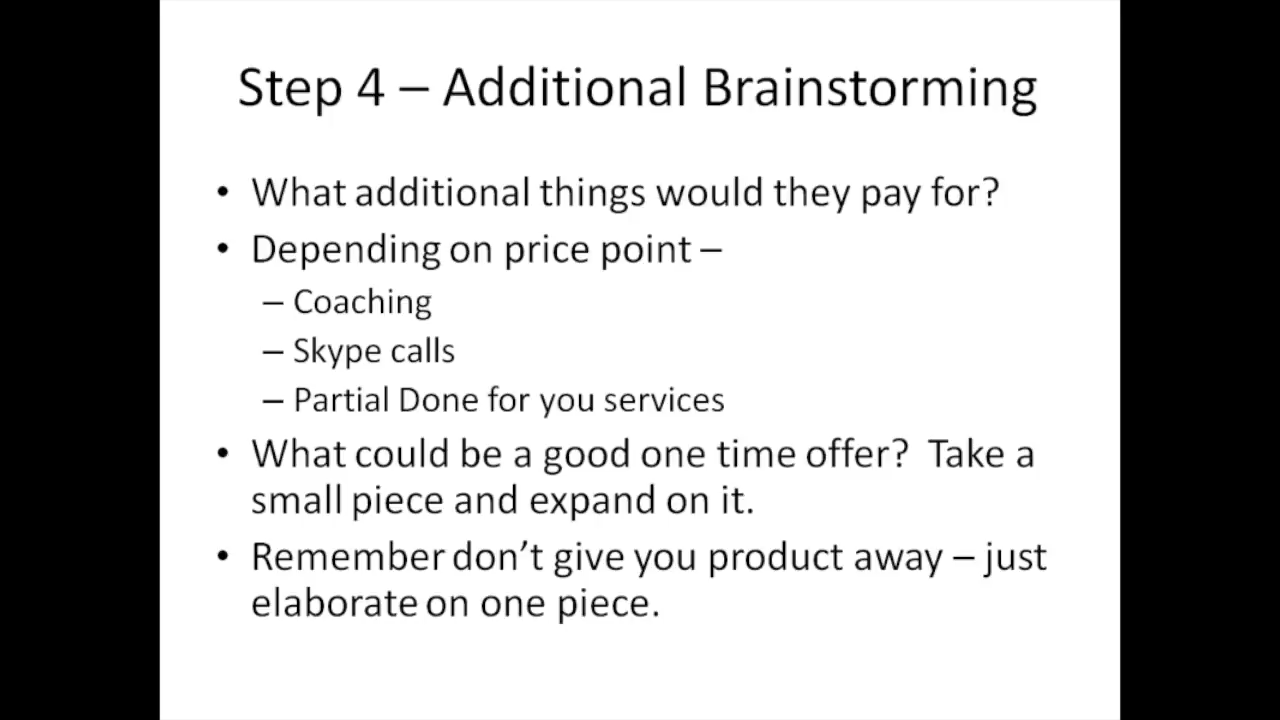 Step 4 – Additional Brainstorming
• What additional things would they pay for?
• Depending on price point –
– Coaching
– Skype calls
– Partial Done for you services
• What could be a good one time offer?  Take a
small piece and expand on it.
• Remember don’t give you product away – just
elaborate on one piece.